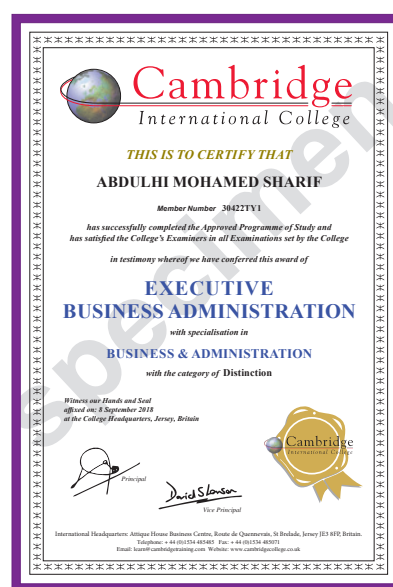 Cambridge
International College
THIS IS TO CERTIFY THAT
ABDULHI MOHAMED SHARIF
Member Number 30422TY1
has successfully completed the Approved Programme of Study and
has satisfied the College's Examiners in all Examinations set by the College
in testimony whereof we have conferred this award of
EXECUTIVE
BUSINESS ADMINISTRATION
with specialisation in
BUSINESS & ADMINISTRATION
with the category of Distinction
Witness our Hands and Seal
affixed on: 8 September 2018
at the College Headquarters, Jersey, Britain
Cambridge
International College
Principal
David S Lawson
Vice Principal
International Headquarters: Attique House Business Centre, Route de Quennevais, St Brelade, Jersey JE3 8FP, Britain.
Telephone: + 44 (0)1534 485485 Fax: + 44 (0)1534 485071
Email: learn@cambridgetraining.com Website: www.cambridgecollege.co.uk
specimen